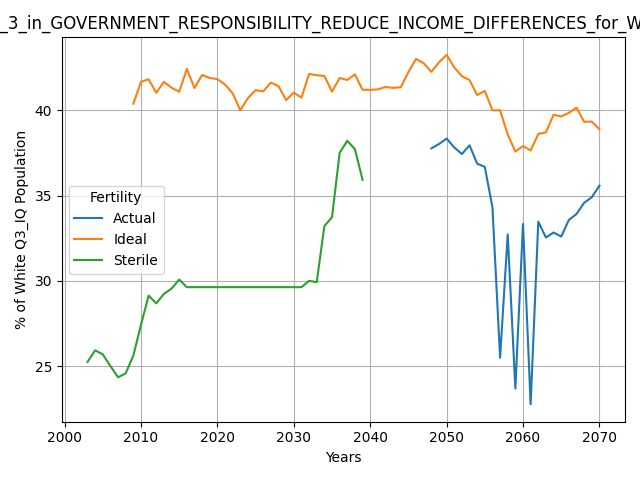 _3_in_GOVERNMENT_RESPONSIBILITY_REDUCE_INCOME_DIFFERENCES_for_W
% of White Q3_IQ Population
40
35
30
25
Fertility
Actual
Ideal
Sterile
2000 2010 2020 2030 2040 2050 2060 2070
Years